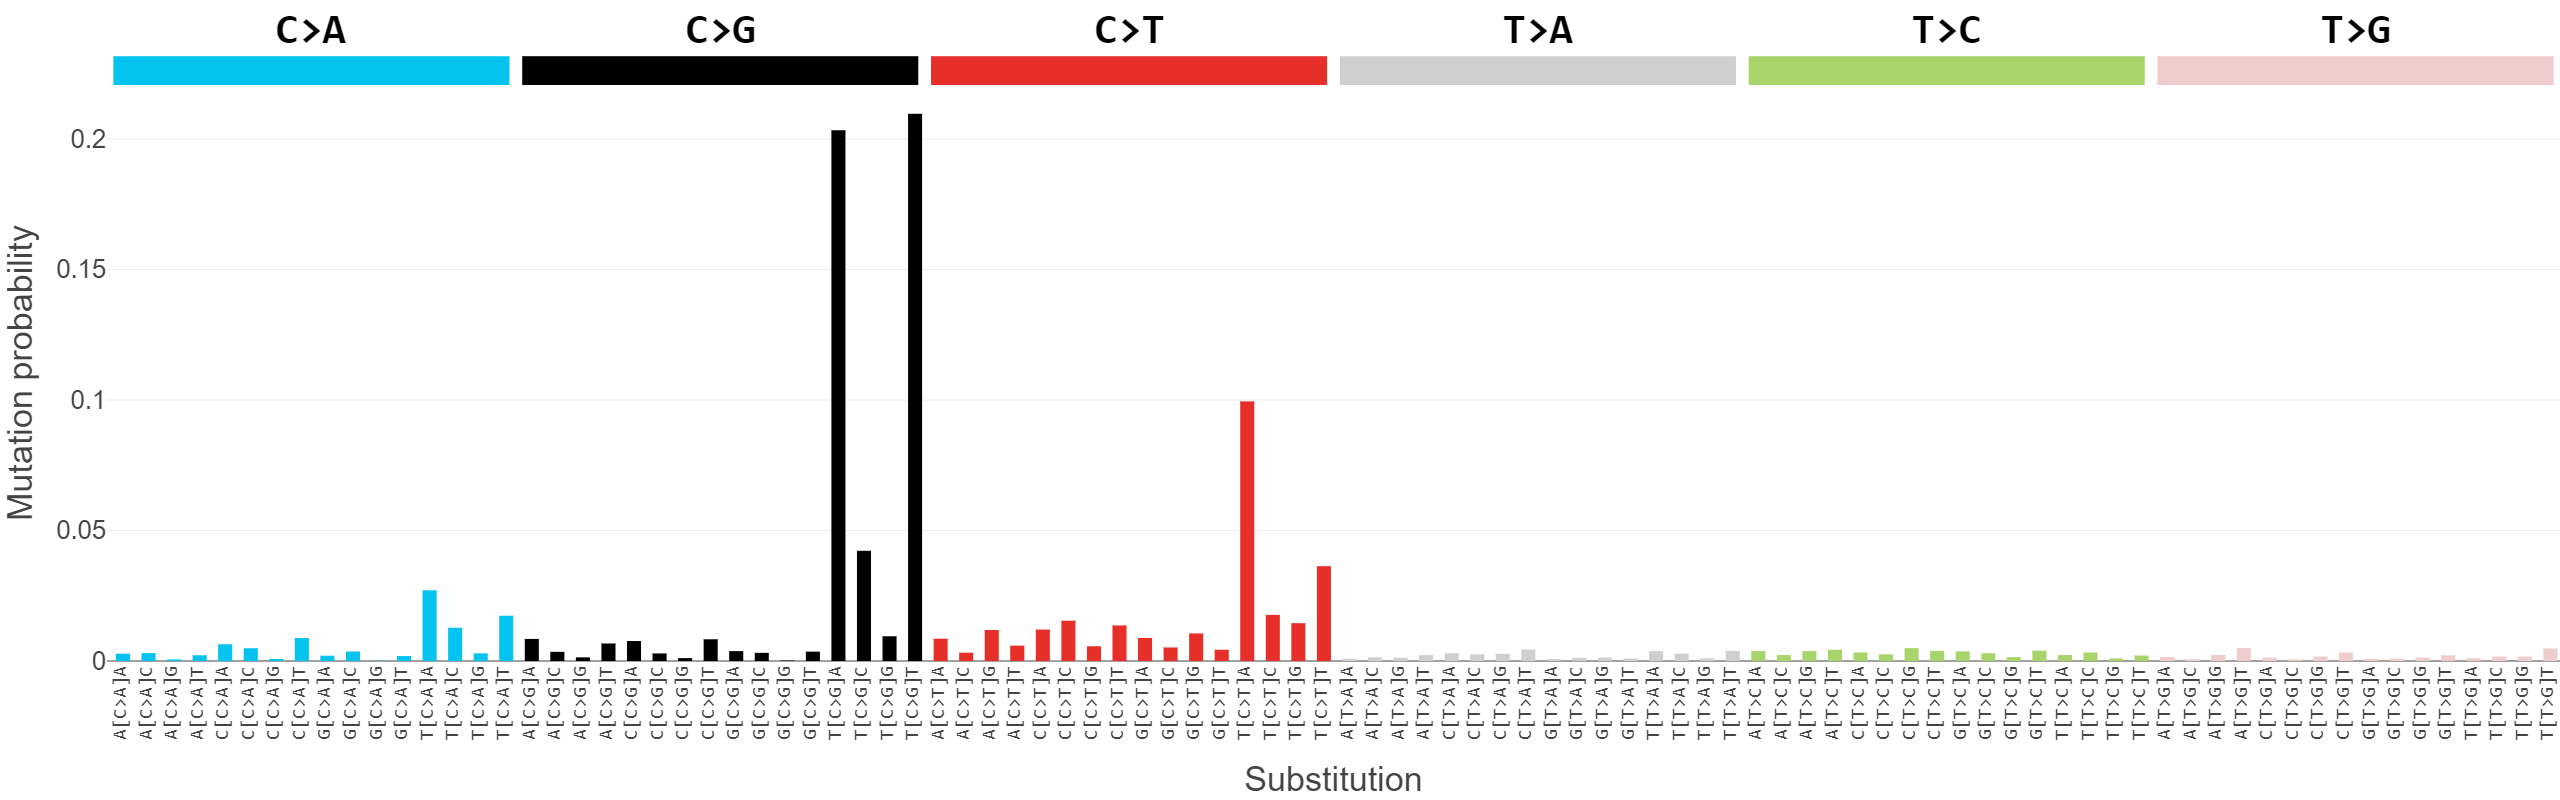 C>A C>G C>T T>A T>C T>G
0.2
0.15
0.1
0.05
0
Mutation probability
A[C>A]A
A[C>A]C
A[C>A]G
A[C>A]T
C[C>A]A
C[C>A]C
C[C>A]G
C[C>A]T
G[C>A]A
G[C>A]C
G[C>A]G
G[C>A]T
T[C>A]A
T[C>A]C
T[C>A]G
T[C>A]T
A[C>G]A
A[C>G]C
A[C>G]G
A[C>G]T
C[C>G]A
C[C>G]C
C[C>G]G
C[C>G]T
G[C>G]A
G[C>G]C
G[C>G]G
G[C>G]T
T[C>G]A
T[C>G]C
T[C>G]G
T[C>G]T
A[C>T]A
A[C>T]C
A[C>T]G
A[C>T]T
C[C>T]A
C[C>T]C
C[C>T]G
C[C>T]T
G[C>T]A
G[C>T]C
G[C>T]G
G[C>T]T
T[C>T]A
T[C>T]C
T[C>T]G
T[C>T]T
A[T>A]A
A[T>A]C
A[T>A]G
A[T>A]T
C[T>A]A
C[T>A]C
C[T>A]G
C[T>A]T
G[T>A]A
G[T>A]C
G[T>A]G
G[T>A]T
T[T>A]A
T[T>A]C
T[T>A]G
T[T>A]T
A[T>C]A
A[T>C]C
A[T>C]G
A[T>C]T
C[T>C]A
C[T>C]C
C[T>C]G
C[T>C]T
G[T>C]A
G[T>C]C
G[T>C]G
G[T>C]T
T[T>C]A
T[T>C]C
T[T>C]G
T[T>C]T
A[T>G]A
A[T>G]C
A[T>G]G
A[T>G]T
C[T>G]A
C[T>G]C
C[T>G]G
C[T>G]T
G[T>G]A
G[T>G]C
G[T>G]G
G[T>G]T
T[T>G]A
T[T>G]C
T[T>G]G
T[T>G]T
Substitution